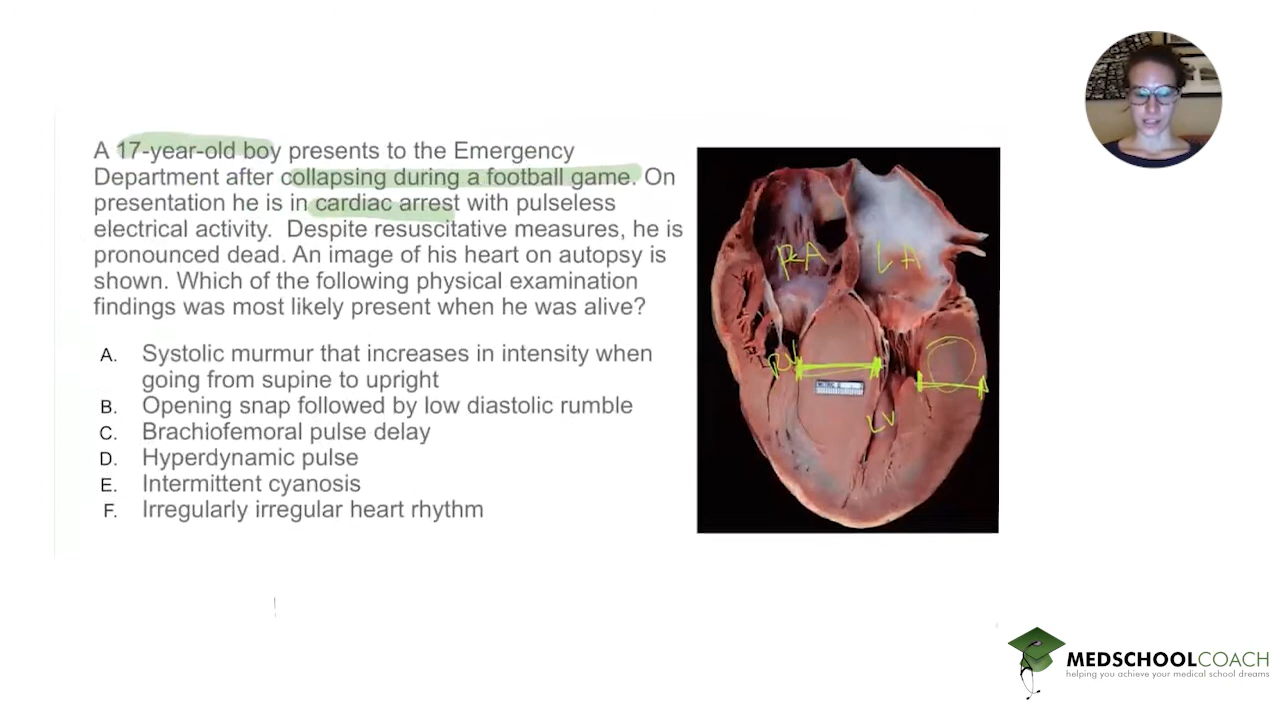 A 17-year-old boy presents to the Emergency
Department after collapsing during a football game. On
presentation he is in cardiac arrest with pulseless
electrical activity.  Despite resuscitative measures, he is
pronounced dead. An image of his heart on autopsy is
shown. Which of the following physical examination
findings was most likely present when he was alive?
A. Systolic murmur that increases in intensity when
going from supine to upright
B. Opening snap followed by low diastolic rumble
C. Brachiofemoral pulse delay
D. Hyperdynamic pulse
E. Intermittent cyanosis
F. Irregularly irregular heart rhythm
RA
LA
RV
LV
MEDSCHOOLCOACH
helping you achieve your medical school dreams